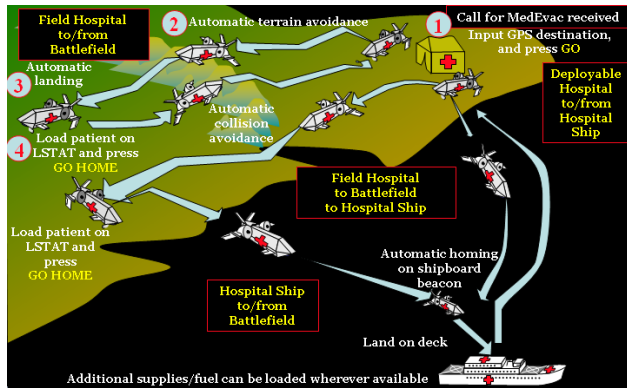 Field Hospital
to/from
Battlefield
2
Automatic terrain avoidance
1
Call for MedEvac received
Input GPS destination,
and press GO
3
Automatic
landing
Deployable
Hospital
to/from
Hospital
Ship
Automatic
collision
avoidance
4
Load patient on
LSTAT and press
GO HOME
Field Hospital
to Battlefield
to Hospital Ship
Load patient on
LSTAT and
press
GO HOME
Automatic homing
on shipboard
beacon
Hospital Ship
to/from
Battlefield
Land on deck
Additional supplies/fuel can be loaded wherever available